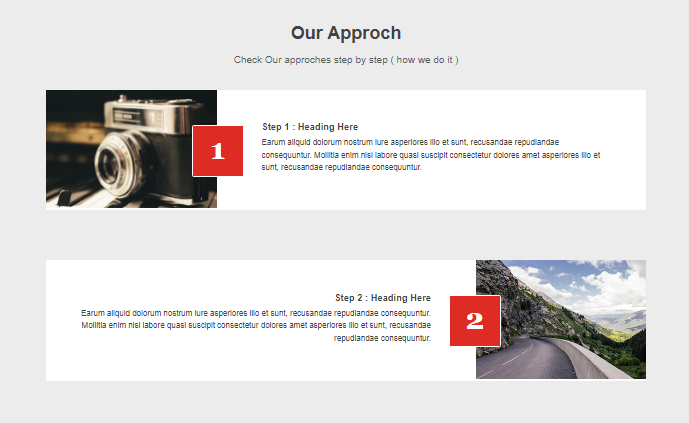 Our Approch
Check Our approches step by step ( how we do it )
1
Step 1 : Heading Here
Earum aliquid dolorum nostrum iure asperiores illo et sunt, recusandae repudiandae
consequuntur. Mollitia enim nisi labore quasi suscipit consectetur dolores amet asperiores illo et
sunt, recusandae repudiandae consequuntur.
Step 2 : Heading Here
Earum aliquid dolorum nostrum iure asperiores illo et sunt, recusandae repudiandae consequuntur.
Mollitia enim nisi labore quasi suscipit consectetur dolores amet asperiores illo et sunt, recusandae
repudiandae consequuntur.
2